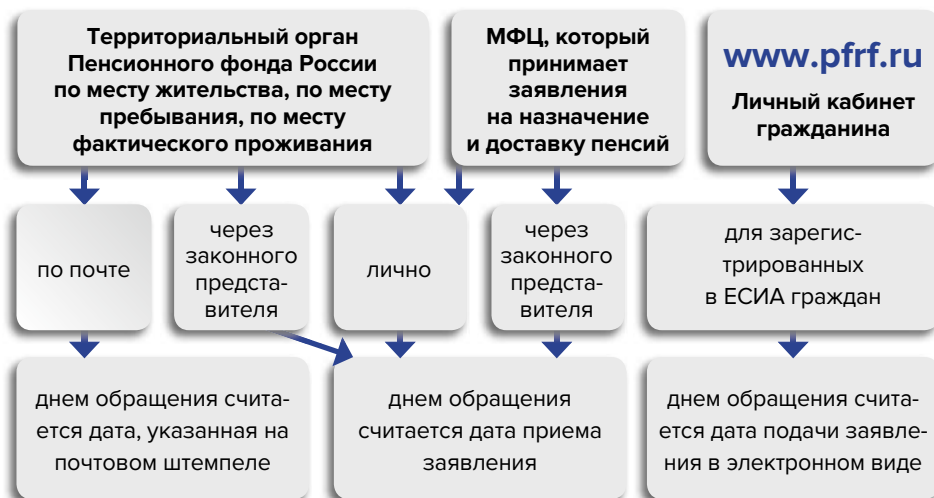 Территориальный орган
Пенсионного фонда России
по месту жительства, по месту
пребывания, по месту
фактического проживания
МФЦ, который
принимает
заявления
на назначение
и доставку пенсий
www.pfrf.ru
Личный кабинет
гражданина
по почте
через
законного
предста-
вителя
лично
через
законного
предста-
вителя
для зарегис-
трированных
в ЕСИА граждан
днем обращения счита-
ется дата, указанная на
почтовом штемпеле
днем обращения
считается дата приема
заявления
днем обращения счита-
ется дата подачи заявле-
ния в электронном виде